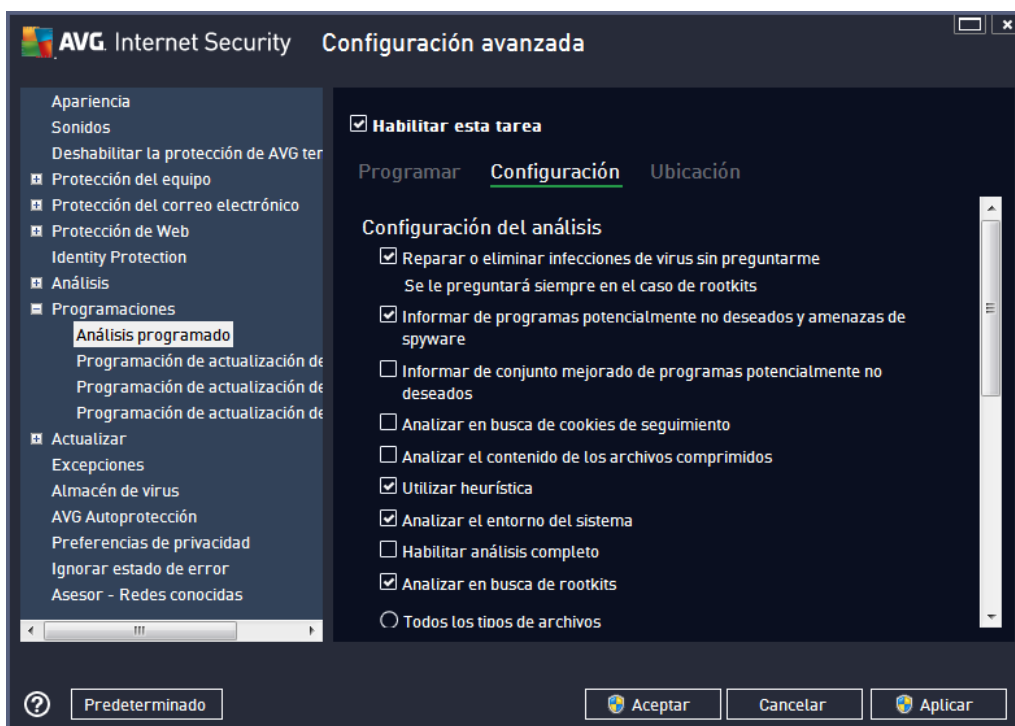 AVG. Internet Security Configuración avanzada
Apariencia
Sonidos
Deshabilitar la protección de AVG ter
Protección del equipo
Protección del correo electrónico
Protección de Web
Identity Protection
Análisis
Programaciones
Análisis programado
Programación de actualización de
Programación de actualización de
Programación de actualización de
Actualizar
Excepciones
Almacén de virus
AVG Autoprotección
Preferencias de privacidad
Ignorar estado de error
Asesor - Redes conocidas
Habilitar esta tarea
Programar Configuración Ubicación
Configuración del análisis
Reparar o eliminar infecciones de virus sin preguntarme
Se le preguntará siempre en el caso de rootkits
Informar de programas potencialmente no deseados y amenazas de
spyware
Informar de conjunto mejorado de programas potencialmente no
deseados
Analizar en busca de cookies de seguimiento
Analizar el contenido de los archivos comprimidos
Utilizar heurística
Analizar el entorno del sistema
Habilitar análisis completo
Analizar en busca de rootkits
Todos los tipos de archivos
Predeterminado Aceptar Cancelar Aplicar